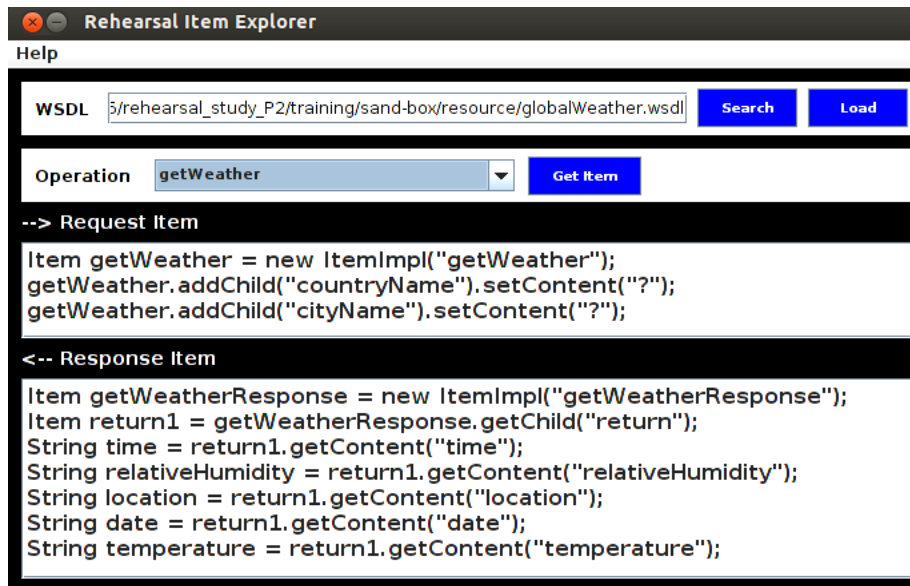 Rehearsal Item Explorer
Help
WSDL 5/rehearsal_study_P2/training/sand-box/resource/globalWeather.wsdl Search Load
Operation getWeather Get Item
--> Request Item
Item getWeather = new ItemImpl("getWeather");
getWeather.addChild("countryName").setContent("?");
getWeather.addChild("cityName").setContent("?");
<-- Response Item
Item getWeatherResponse = new ItemImpl("getWeatherResponse");
Item return1 = getWeatherResponse.getChild("return");
String time = return1.getContent("time");
String relativeHumidity = return1.getContent("relativeHumidity");
String location = return1.getContent("location");
String date = return1.getContent("date");
String temperature = return1.getContent("temperature");